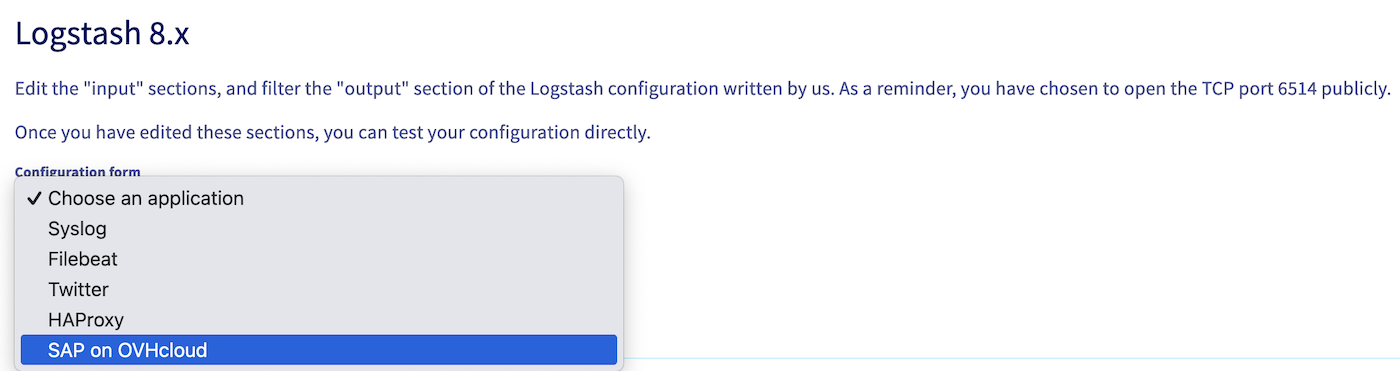 Logstash 8.x
Edit the "input" sections, and filter the "output" section of the Logstash configuration written by us. As a reminder, you have chosen to open the TCP port 6514 publicly.
Once you have edited these sections, you can test your configuration directly.
Configuration form
✓ Choose an application
Syslog
Filebeat
Twitter
HAProxy
SAP on OVHcloud